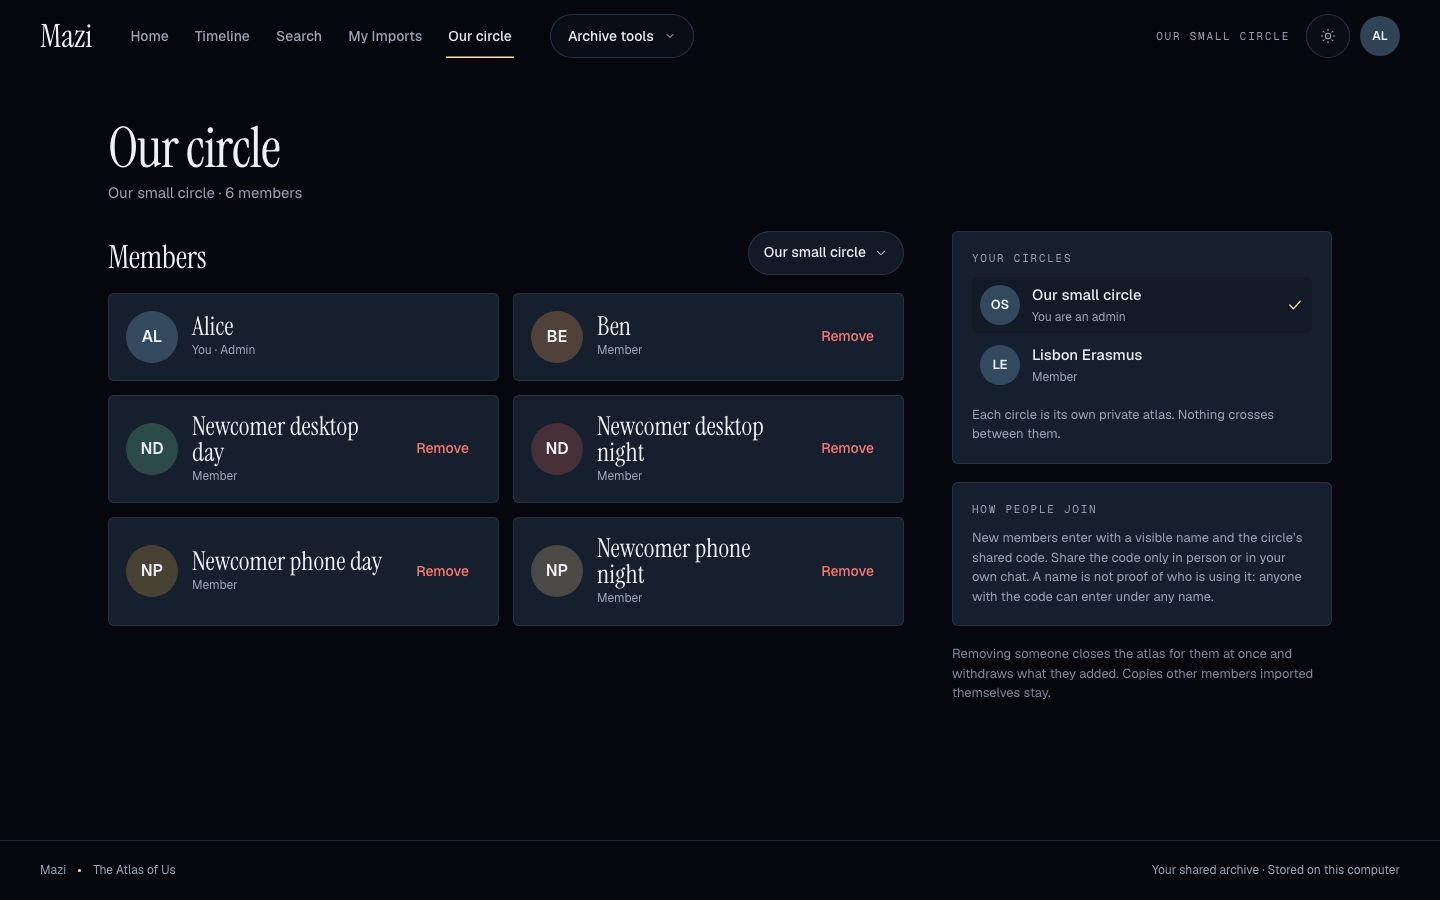 Mazi
Home
Timeline
Search
My Imports
Our circle
Archive tools
OUR SMALL CIRCLE
AL
Our circle
Our small circle · 6 members
Members
Our small circle
AL
Alice
You · Admin
BE
Ben
Member
Remove
ND
Newcomer desktop
day
Member
Remove
ND
Newcomer desktop
night
Member
Remove
NP
Newcomer phone day
Member
Remove
NP
Newcomer phone
night
Member
Remove
YOUR CIRCLES
OS
Our small circle
You are an admin
LE
Lisbon Erasmus
Member
Each circle is its own private atlas. Nothing crosses
between them.
HOW PEOPLE JOIN
New members enter with a visible name and the circle's
shared code. Share the code only in person or in your
own chat. A name is not proof of who is using it: anyone
with the code can enter under any name.
Removing someone closes the atlas for them at once and
withdraws what they added. Copies other members imported
themselves stay.
Mazi • The Atlas of Us
Your shared archive · Stored on this computer